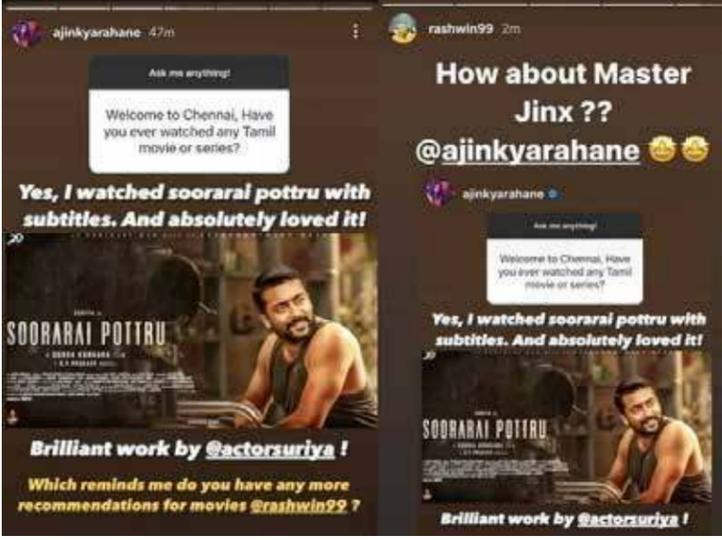 ajinkyarahane 47m
Ask me anything!
Welcome to Chennai, Have
you ever watched any Tamil
movie or series?
Yes, I watched soorarai pottru with
subtitles. And absolutely loved it!
SOORARAI POTTRU
Brilliant work by @actorsuriya !
Which reminds me do you have any more
recommendations for movies @rashwin99 ?
rashwin99 2m
How about Master
Jinx ??
@ajinkyarahane 🤩🤩
ajinkyarahane
Ask me anything!
Welcome to Chennai, Have
you ever watched any Tamil
movie or series?
Yes, I watched soorarai pottru with
subtitles. And absolutely loved it!
SOORARAI POTTRU
Brilliant work by @actorsuriya !